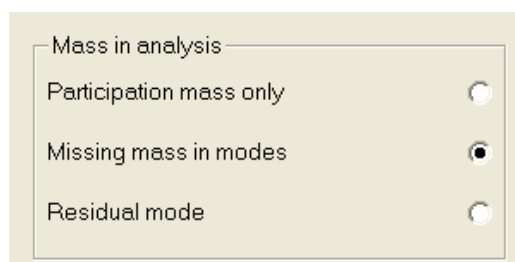 Mass in analysis
Participation mass only
Missing mass in modes
Residual mode